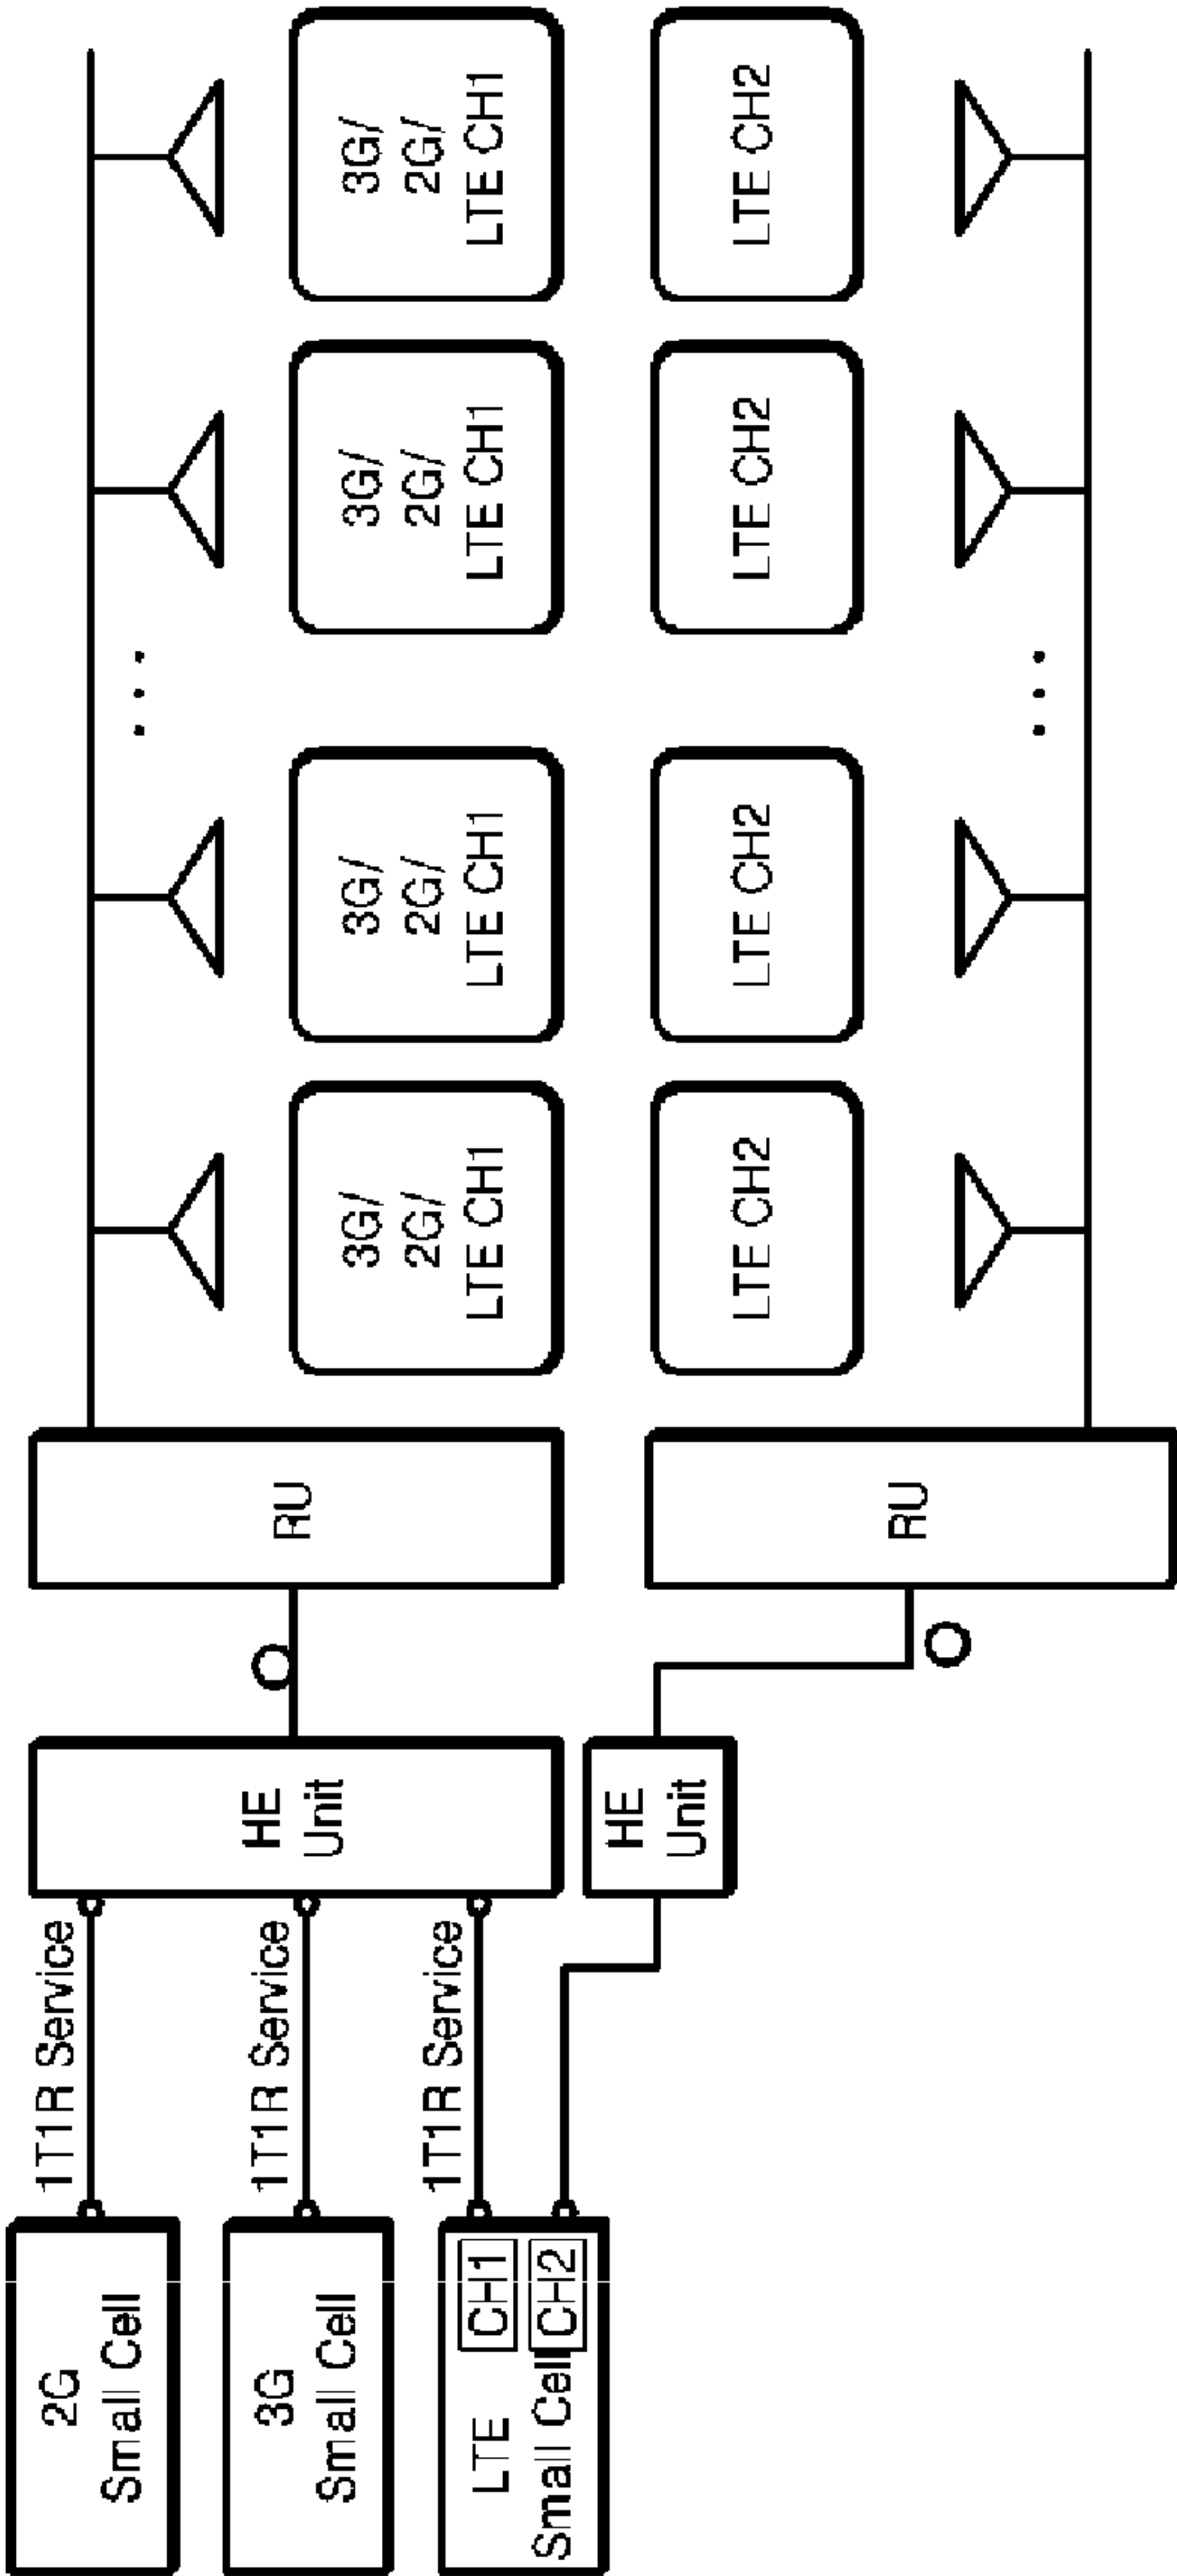 2G
Small Cell
1T1R Service
3G
Small Cell
1T1R Service
LTE
Small Cell
CH1
CH2
1T1R Service
HE
Unit
HE
Unit
RU
RU
3G/
2G/
LTE CH1
3G/
2G/
LTE CH1
3G/
2G/
LTE CH1
3G/
2G/
LTE CH1
LTE CH2
LTE CH2
LTE CH2
LTE CH2